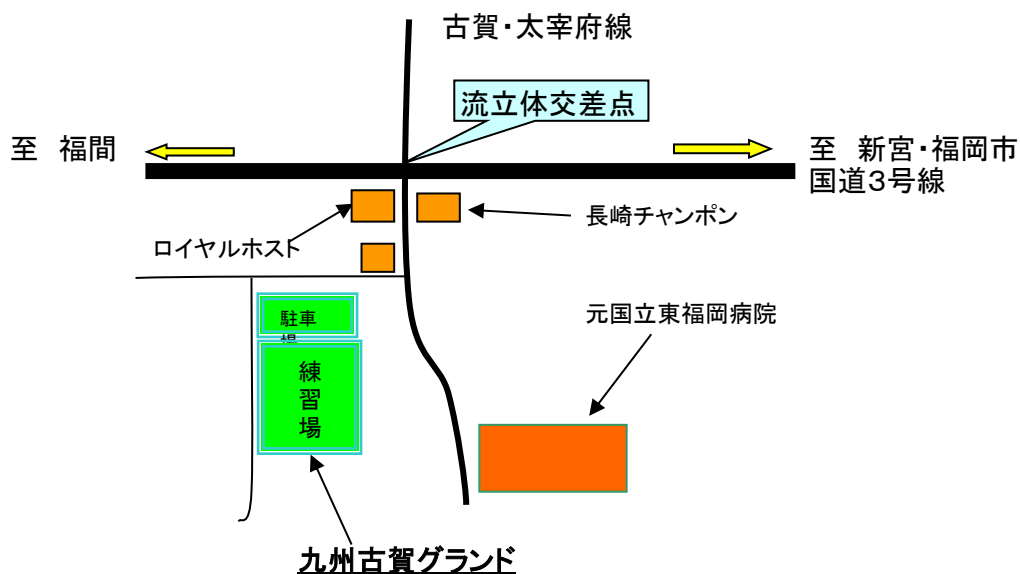 古賀・太宰府線
流立体交差点
至　福間
至　新宮・福岡市
国道3号線
長崎チャンポン
ロイヤルホスト
元国立東福岡病院
駐車
場
練
習
場
九州古賀グランド